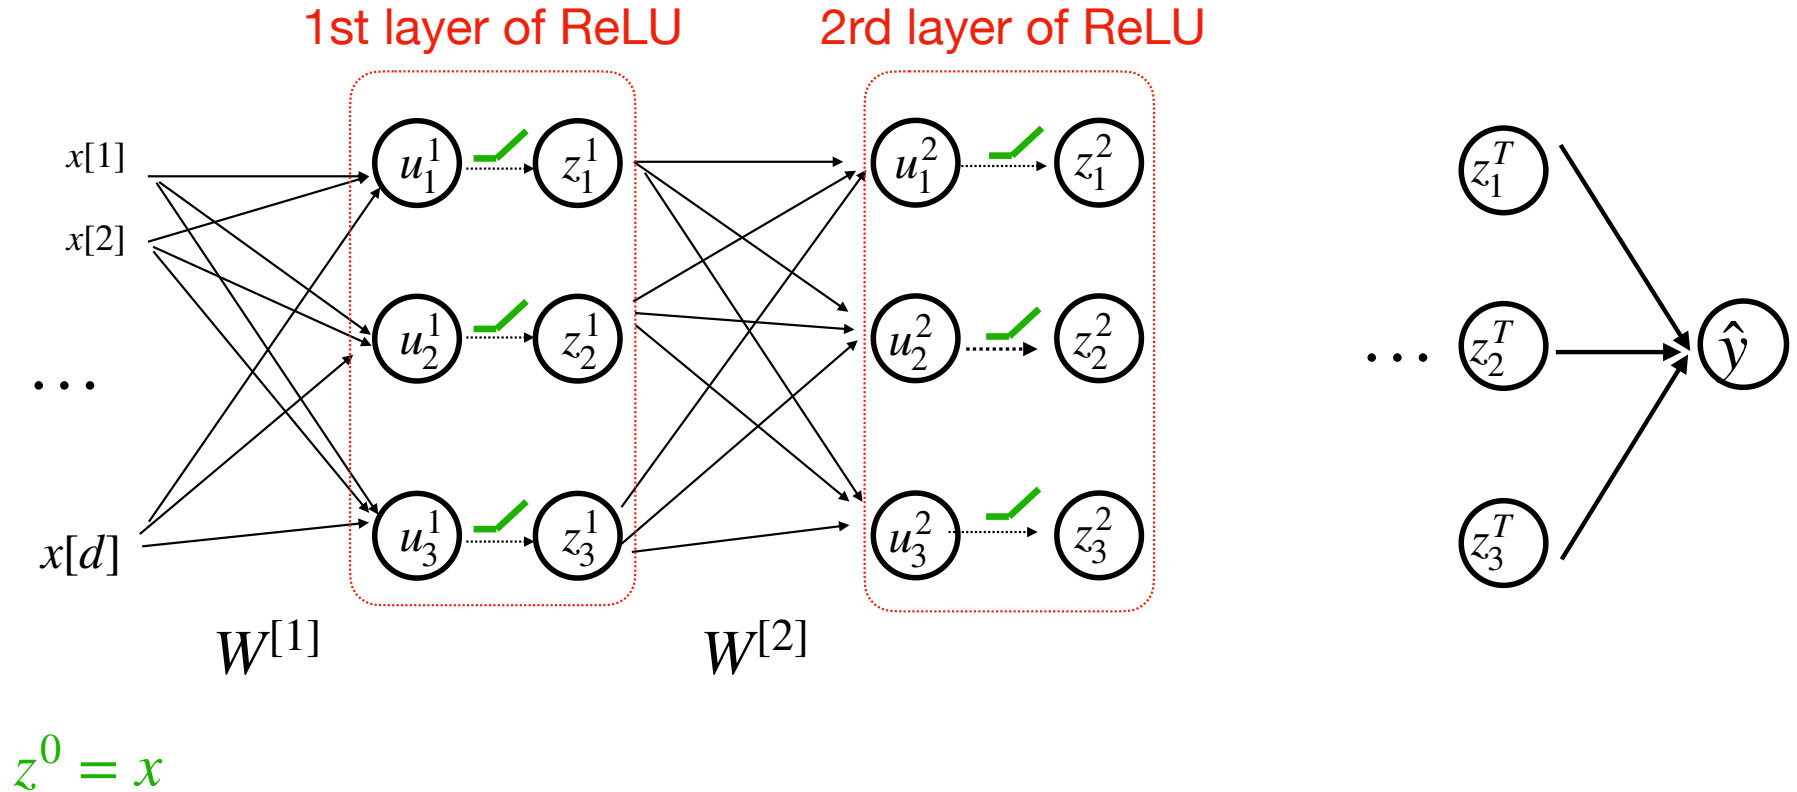 1st layer of ReLU
2rd layer of ReLU
x[1]
x[2]
...
x[d]
u_1^1
z_1^1
u_2^1
z_2^1
u_3^1
z_3^1
u_1^2
z_1^2
u_2^2
z_2^2
u_3^2
z_3^2
...
z_1^T
z_2^T
z_3^T
ŷ
W^[1]
W^[2]
z^0 = x